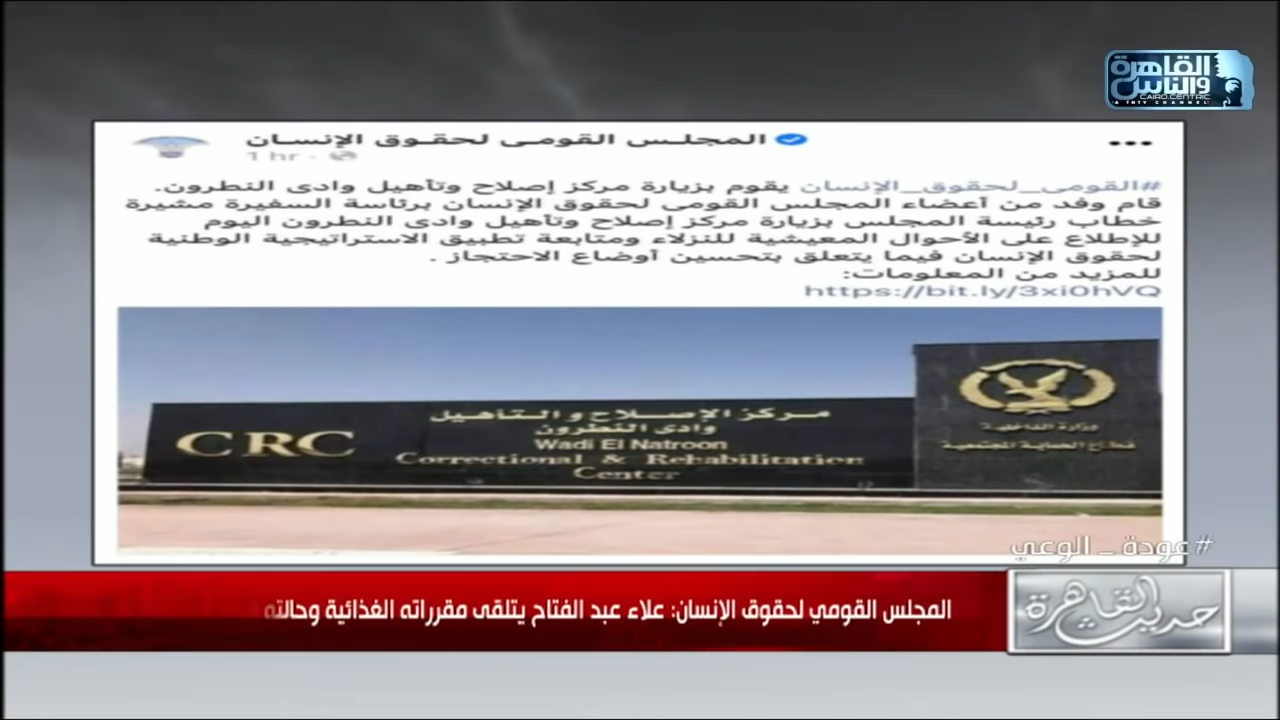 القاهرة
والناس
CAIRO.CENTRIC
A TNTV CHANNEL
المجلس القومى لحقوق الإنسان
1 hr ·
#القومى_لحقوق_الإنسان يقوم بزيارة مركز إصلاح وتأهيل وادى النطرون.
قام وفد من أعضاء المجلس القومى لحقوق الإنسان برئاسة السفيرة مشيرة
خطاب رئيسة المجلس بزيارة مركز إصلاح وتأهيل وادى النطرون اليوم
للإطلاع على الأحوال المعيشية للنزلاء ومتابعة تطبيق الاستراتيجية الوطنية
لحقوق الإنسان فيما يتعلق بتحسين أوضاع الاحتجاز .
للمزيد من المعلومات:
https://bit.ly/3xi0hVQ
مركز الإصلاح و التأهيل
وادى النطرون
CRC
Wadi El Natroon
Correctional & Rehabilitation
Center
وزارة الداخلية
قطاع الحماية المجتمعية
#عودة_الوعي
حديث القاهرة
المجلس القومي لحقوق الإنسان: علاء عبد الفتاح يتلقى مقرراته الغذائية وحالته